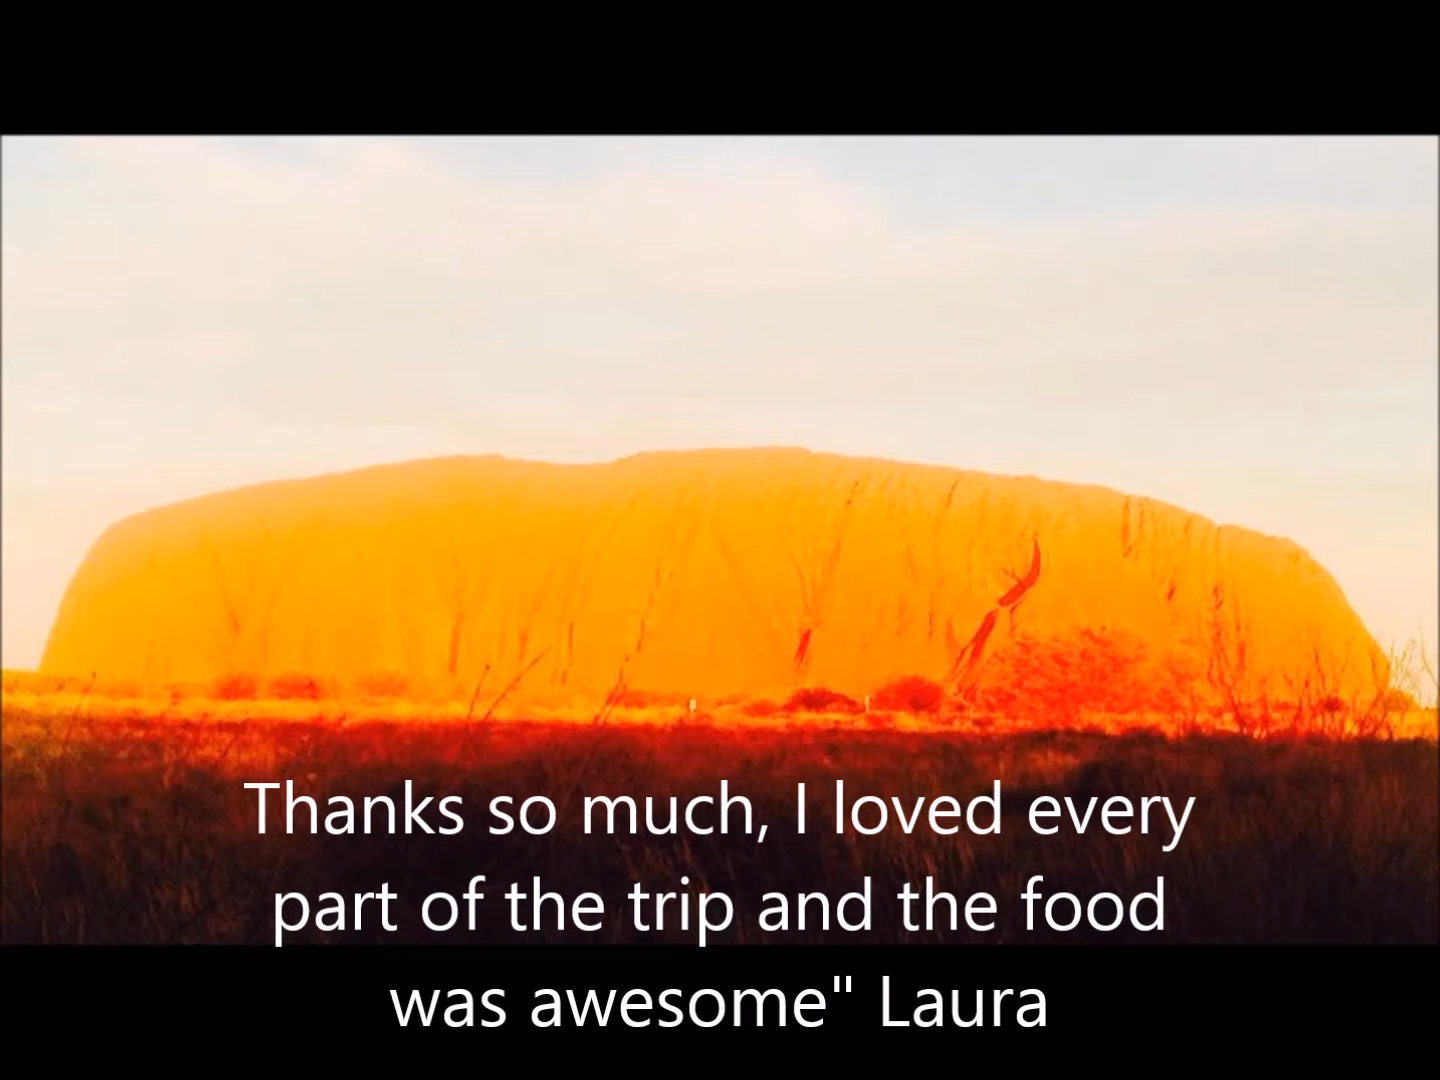 Thanks so much, I loved every
part of the trip and the food
was awesome" Laura